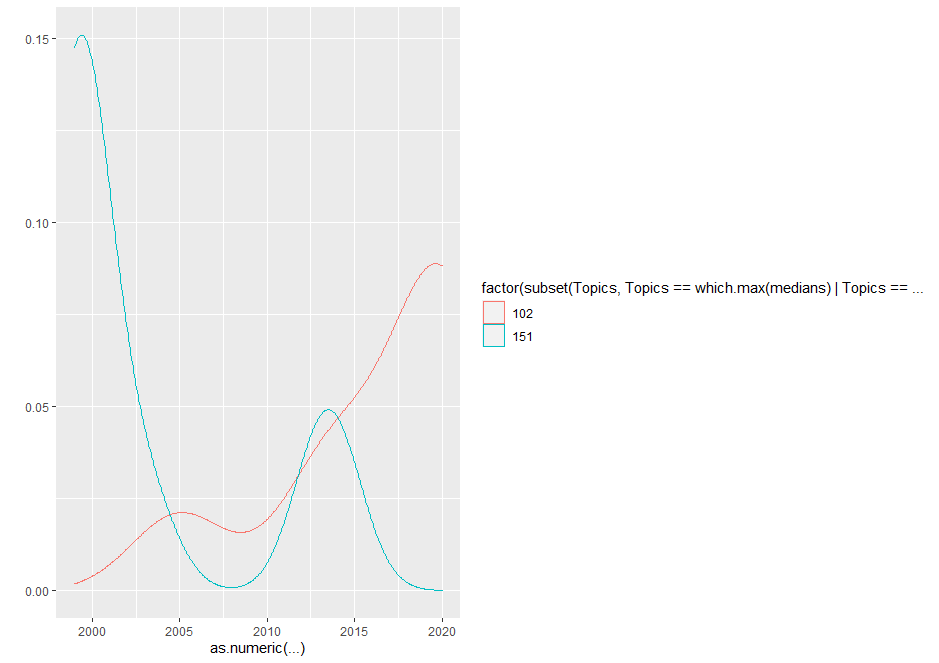 0.15
0.10
0.05
0.00
2000 2005 2010 2015 2020
as.numeric(...)
factor(subset(Topics, Topics == which.max(medians) | Topics == ...
102
151